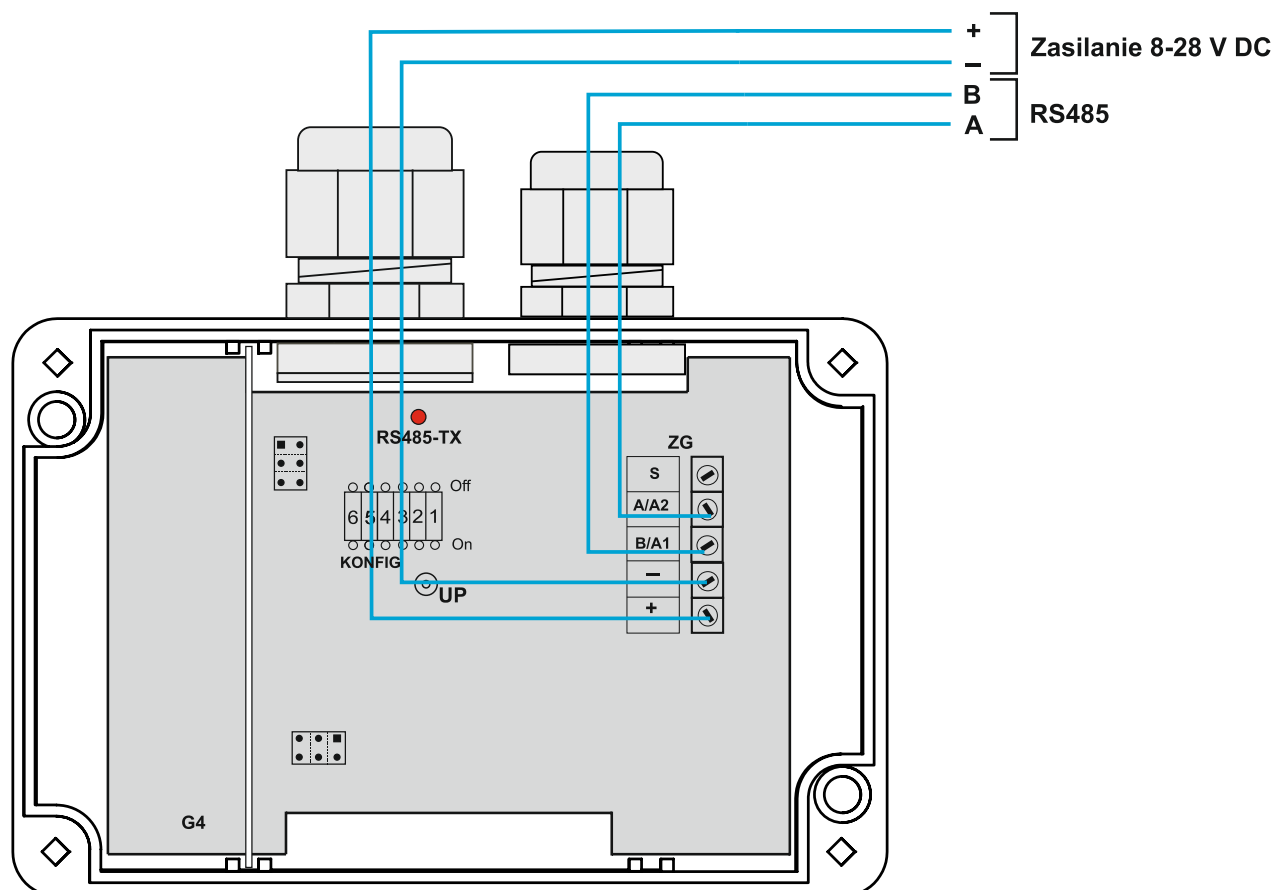 +
Zasilanie 8-28 V DC
–
B
RS485
A
RS485-TX
ZG
S
Off
A/A2
6 5 4 3 2 1
B/A1
On
KONFIG
–
UP
+
G4